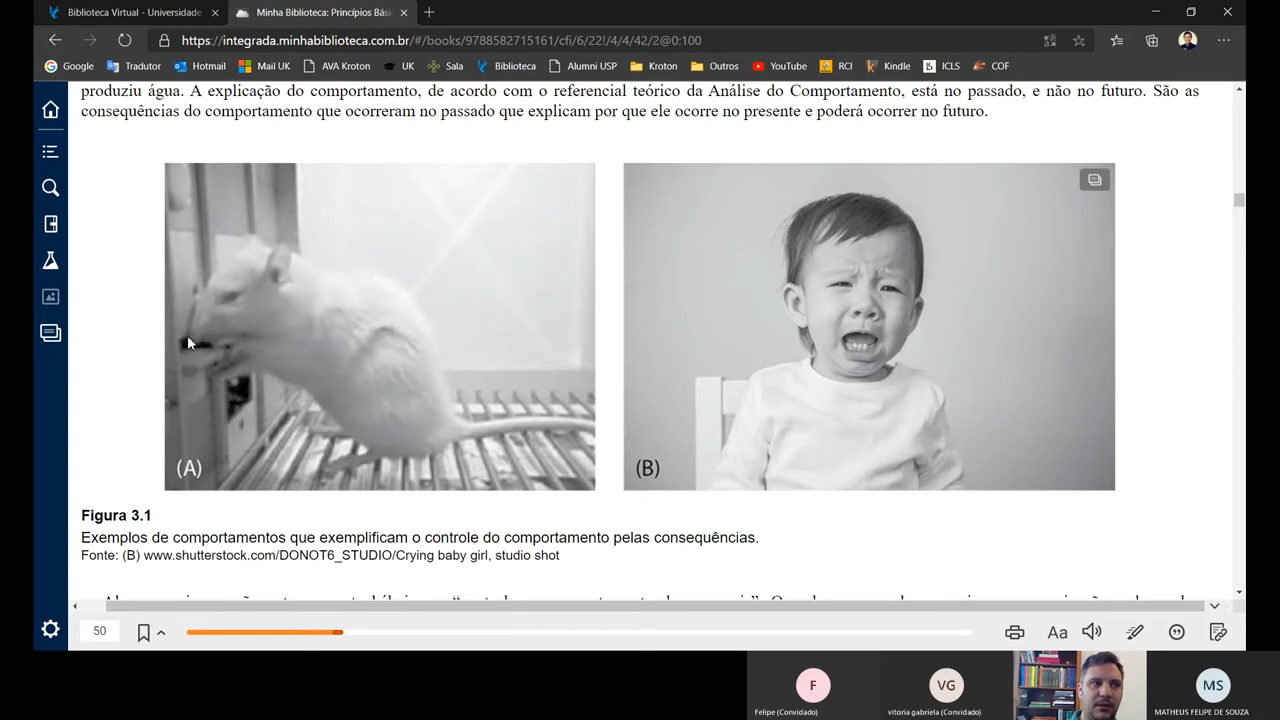 Biblioteca Virtual - Universidade
Minha Biblioteca: Princípios Bási
https://integrada.minhabiblioteca.com.br/#/books/9788582715161/cfi/6/22!/4/4/42/2@0:100
Google Tradutor Hotmail Mail UK AVA Kroton UK Sala Biblioteca Alumni USP Kroton Outros YouTube RCI Kindle ICLS COF
produziu água. A explicação do comportamento, de acordo com o referencial teórico da Análise do Comportamento, está no passado, e não no futuro. São as
consequências do comportamento que ocorreram no passado que explicam por que ele ocorre no presente e poderá ocorrer no futuro.
(A)
(B)
Figura 3.1
Exemplos de comportamentos que exemplificam o controle do comportamento pelas consequências.
Fonte: (B) www.shutterstock.com/DONOT6_STUDIO/Crying baby girl, studio shot
50
Aa
F
VG
MS
Felipe (Convidado)
vitoria gabriela (Convidado)
MATHEUS FELIPE DE SOUZA